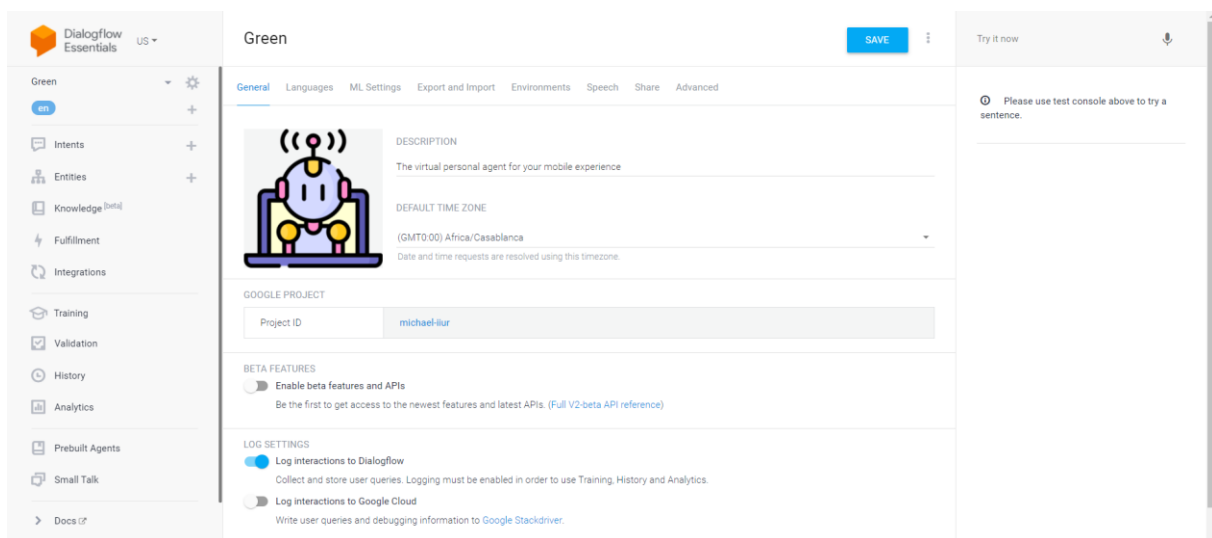 Dialogflow
Essentials
US
Green
SAVE
Try it now
Green
en
General Languages ML Settings Export and Import Environments Speech Share Advanced
Please use test console above to try a
sentence.
Intents
Entities
Knowledge [beta]
Fulfillment
Integrations
Training
Validation
History
Analytics
Prebuilt Agents
Small Talk
Docs
DESCRIPTION
The virtual personal agent for your mobile experience
DEFAULT TIME ZONE
(GMT0:00) Africa/Casablanca
Date and time requests are resolved using this timezone.
GOOGLE PROJECT
Project ID michael-iiur
BETA FEATURES
Enable beta features and APIs
Be the first to get access to the newest features and latest APIs. (Full V2-beta API reference)
LOG SETTINGS
Log interactions to Dialogflow
Collect and store user queries. Logging must be enabled in order to use Training, History and Analytics.
Log interactions to Google Cloud
Write user queries and debugging information to Google Stackdriver.